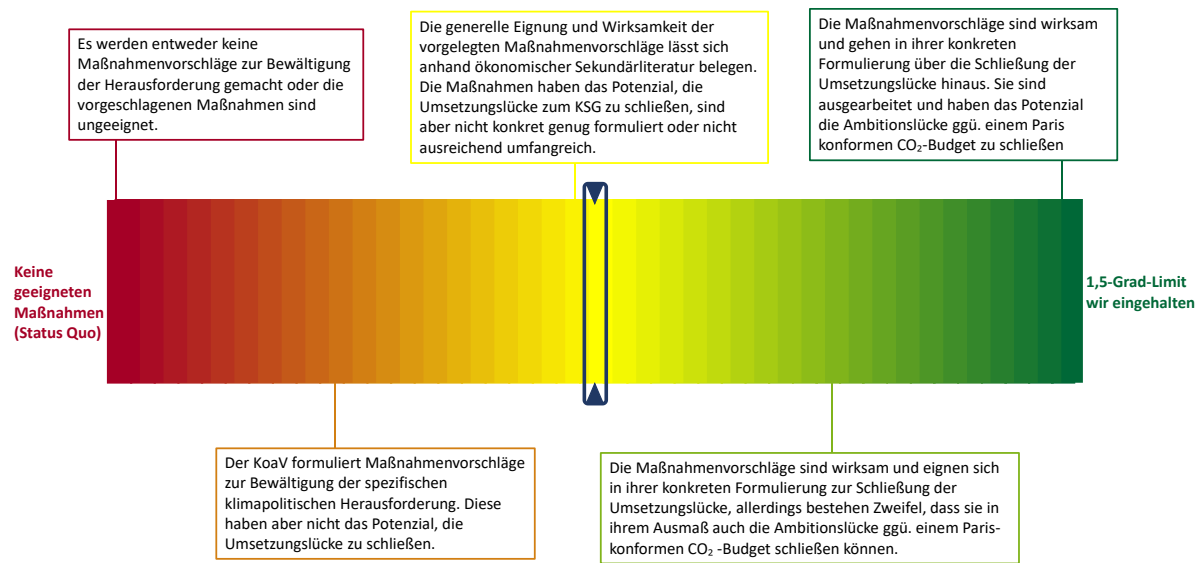 Es werden entweder keine
Maßnahmenvorschläge zur Bewältigung
der Herausforderung gemacht oder die
vorgeschlagenen Maßnahmen sind
ungeeignet.
Die generelle Eignung und Wirksamkeit der
vorgelegten Maßnahmenvorschläge lässt sich
anhand ökonomischer Sekundärliteratur belegen.
Die Maßnahmen haben das Potenzial, die
Umsetzungslücke zum KSG zu schließen, sind
aber nicht konkret genug formuliert oder nicht
ausreichend umfangreich.
Die Maßnahmenvorschläge sind wirksam
und gehen in ihrer konkreten
Formulierung über die Schließung der
Umsetzungslücke hinaus. Sie sind
ausgearbeitet und haben das Potenzial
die Ambitionslücke ggü. einem Paris
konformen CO₂-Budget zu schließen
Keine
geeigneten
Maßnahmen
(Status Quo)
1,5-Grad-Limit
wir eingehalten
Der KoaV formuliert Maßnahmenvorschläge
zur Bewältigung der spezifischen
klimapolitischen Herausforderung. Diese
haben aber nicht das Potenzial, die
Umsetzungslücke zu schließen.
Die Maßnahmenvorschläge sind wirksam und eignen sich
in ihrer konkreten Formulierung zur Schließung der
Umsetzungslücke, allerdings bestehen Zweifel, dass sie in
ihrem Ausmaß auch die Ambitionslücke ggü. einem Paris-
konformen CO₂ -Budget schließen können.